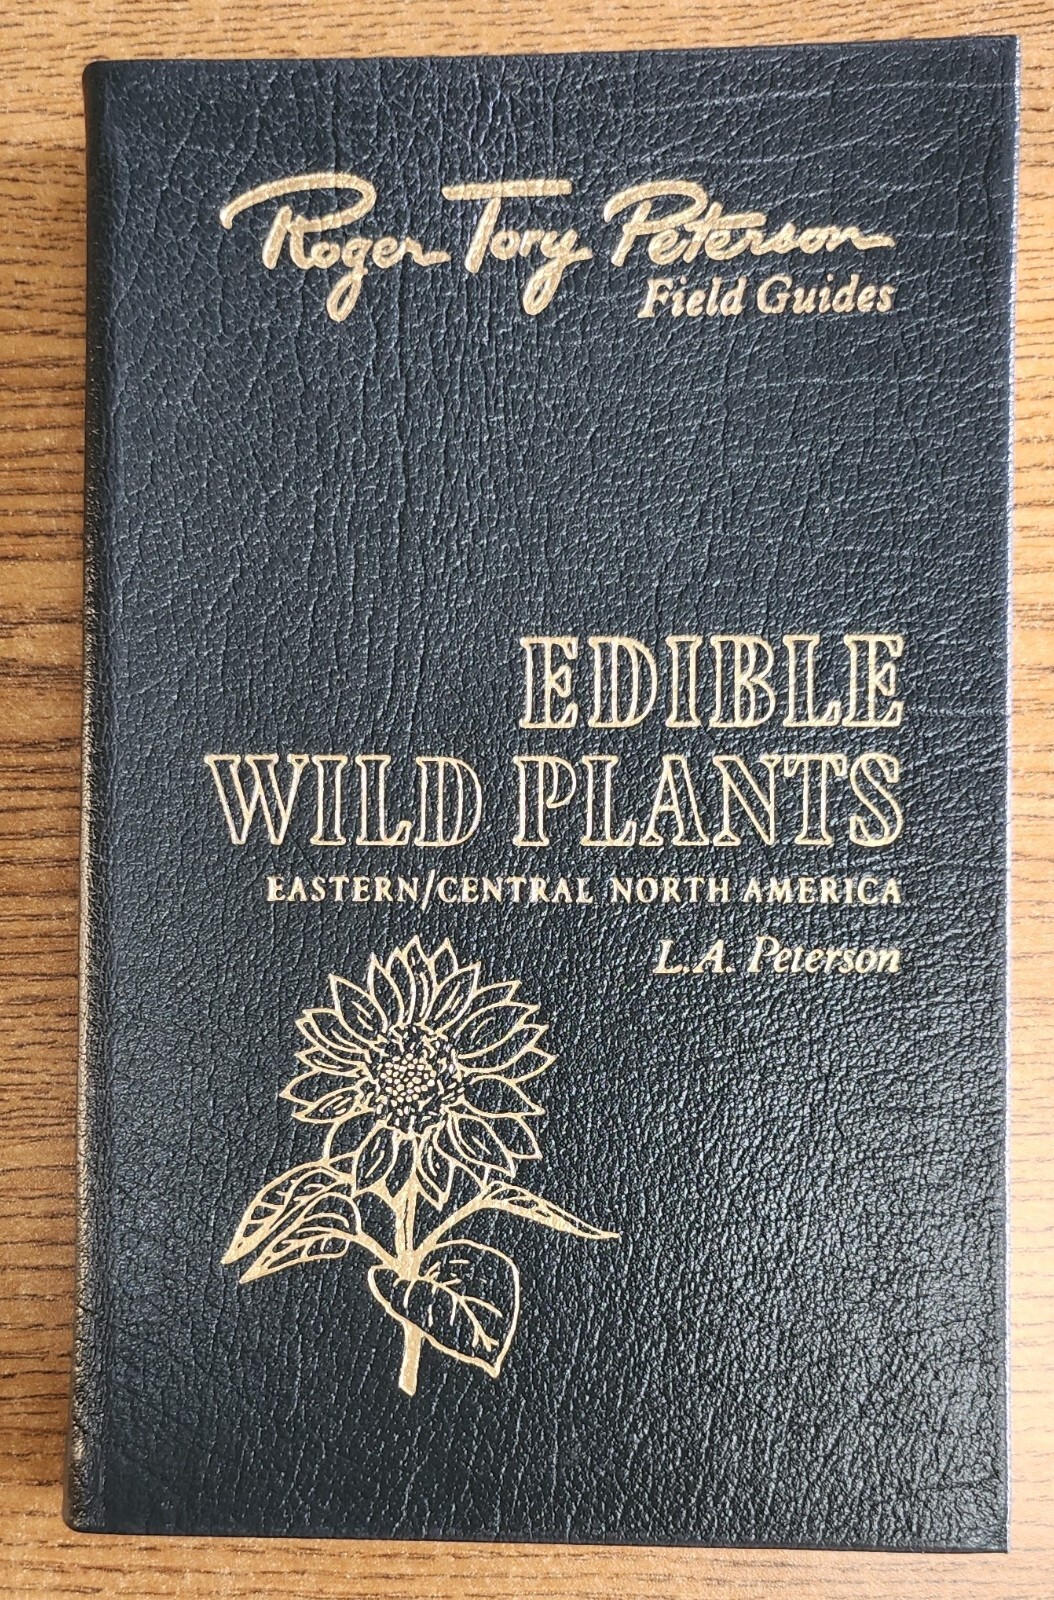 Roger Tory Peterson
Field Guides
EDIBLE
WILD PLANTS
EASTERN/CENTRAL NORTH AMERICA
L.A. Peterson